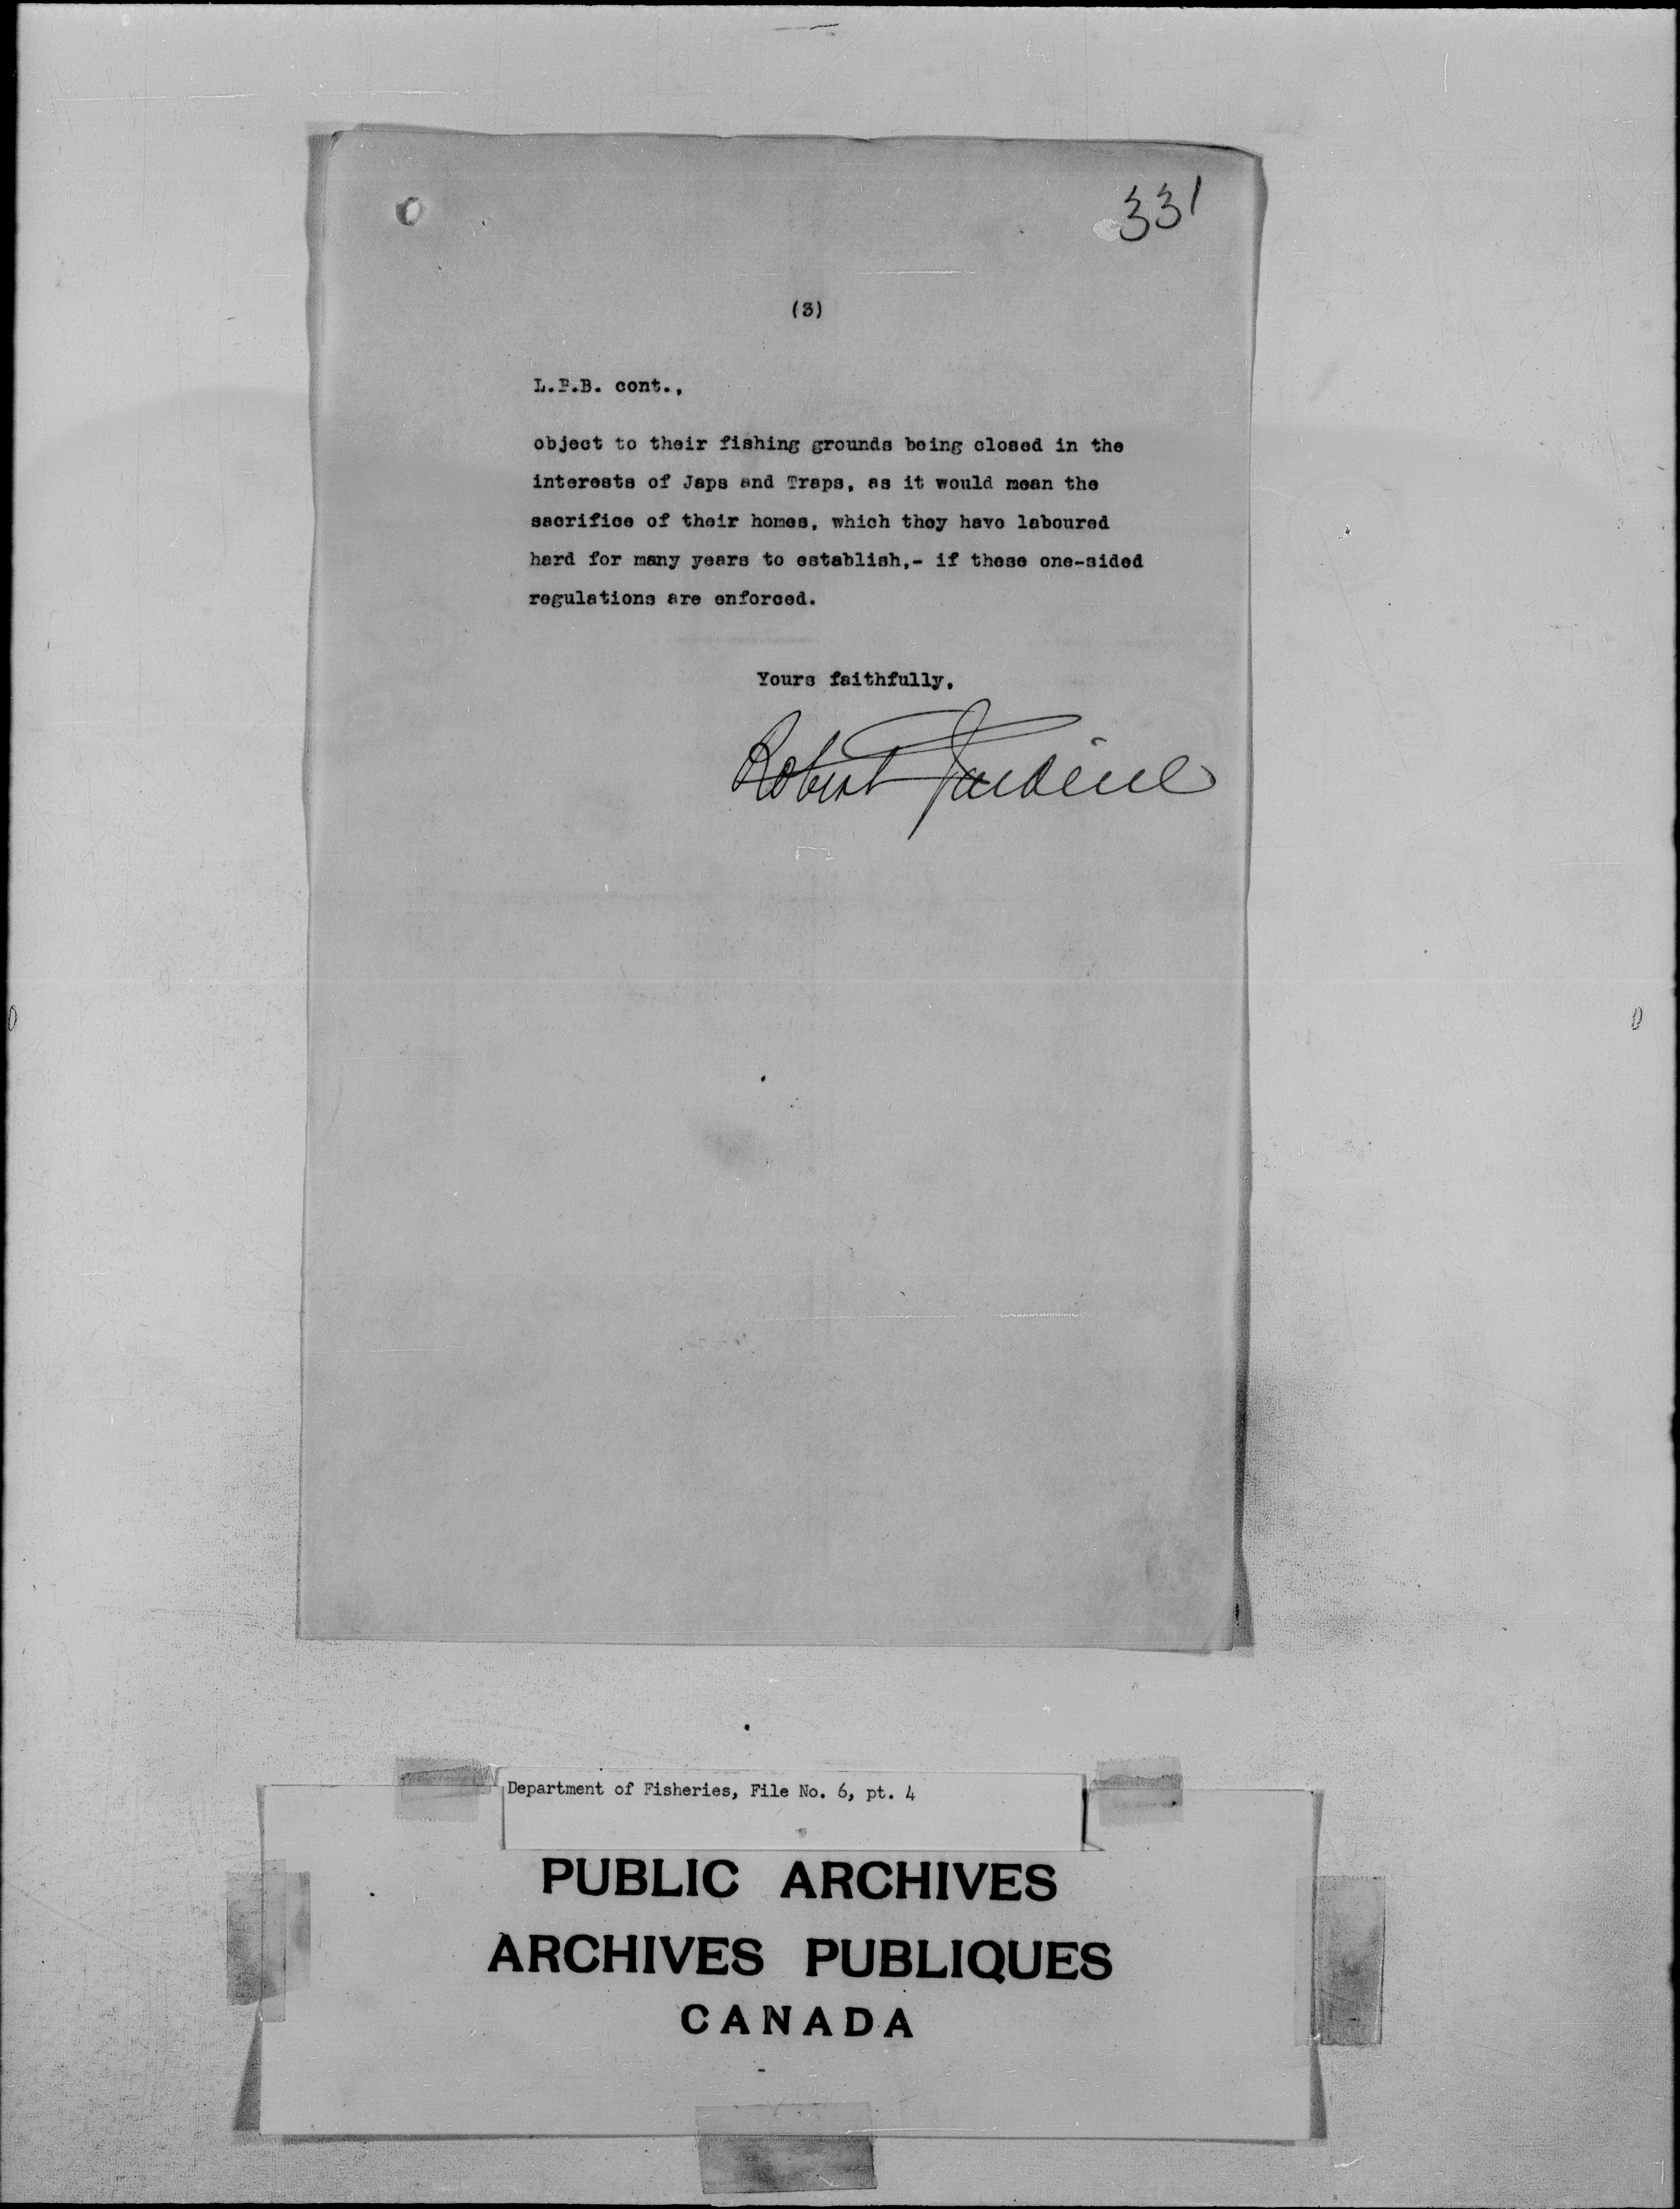 331
(3)
L.P.B. cont.,
object to their fishing grounds being closed in the
interests of Japs and Traps, as it would mean the
sacrifice of their homes, which they have laboured
hard for many years to establish,- if these one-sided
regulations are enforced.
Yours faithfully,
Robert Jardine
Department of Fisheries, File No. 6, pt. 4
PUBLIC ARCHIVES
ARCHIVES PUBLIQUES
CANADA